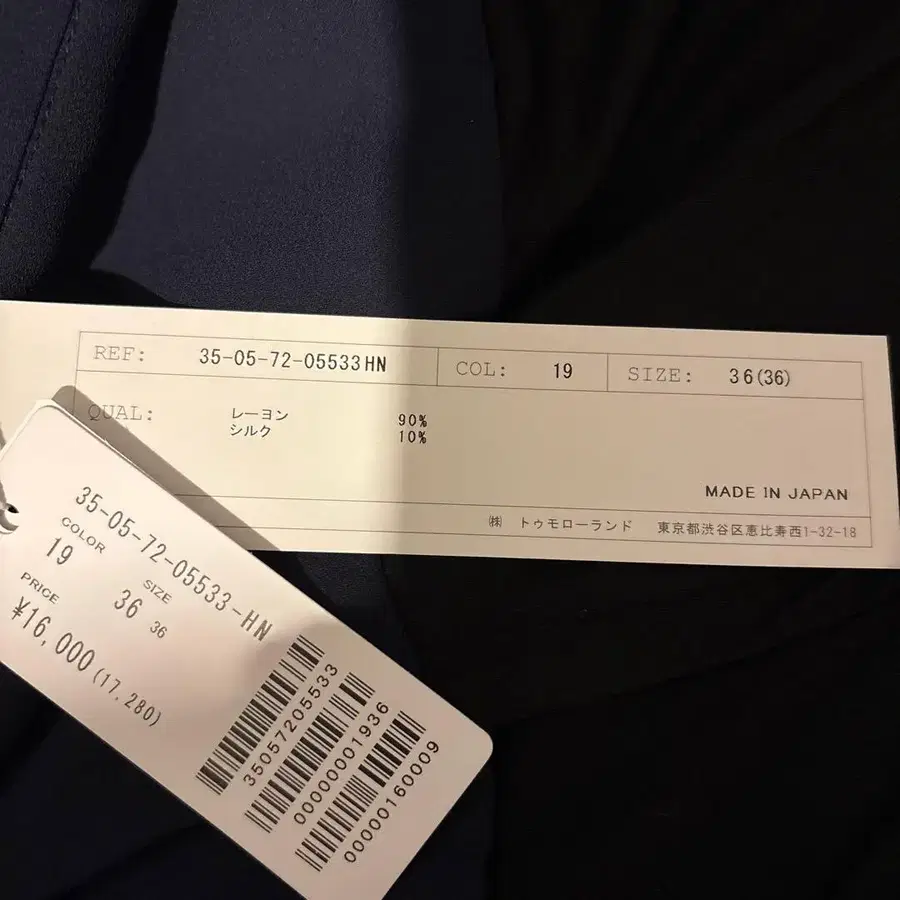 REF: 35-05-72-05533HN COL: 19 SIZE: 36(36)
QUAL: レーヨン 90%
シルク 10%
MADE IN JAPAN
㈱ トゥモローランド 東京都渋谷区恵比寿西1-32-18
35-05-72-05533-HN
COLOR SIZE
19 36 36
PRICE
¥16,000(17,280)
35057205533
00000001936
00000160009